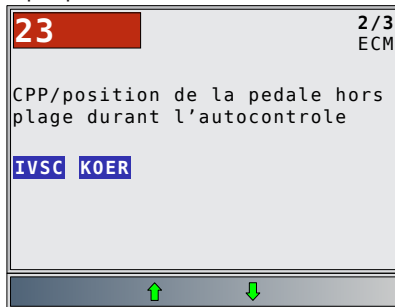 23
2/3
ECM
CPP/position de la pedale hors
plage durant l'autocontrole
IVSC KOER